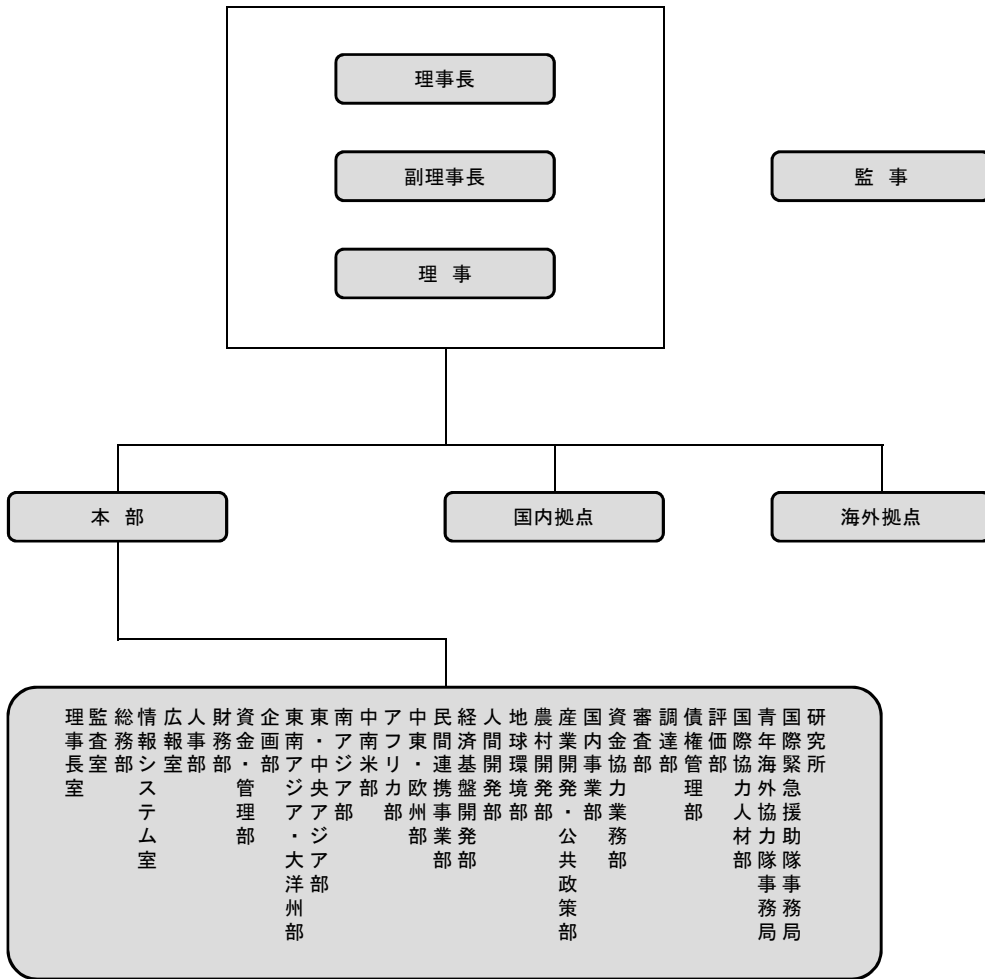 理事長
副理事長
監 事
理 事
本 部
国内拠点
海外拠点
理事長室
監査室
総務部
情報システム室
広報室
人事部
財務部
資金・管理部
企画部
東南アジア・大洋州部
東・中央アジア部
南アジア部
中南米部
アフリカ部
中東・欧州部
民間連携事業部
経済基盤開発部
人間開発部
地球環境部
農村開発部
産業開発・公共政策部
国内事業部
資金協力業務部
審査部
調達部
債権管理部
評価部
国際協力人材部
青年海外協力隊事務局
国際緊急援助隊事務局
研究所